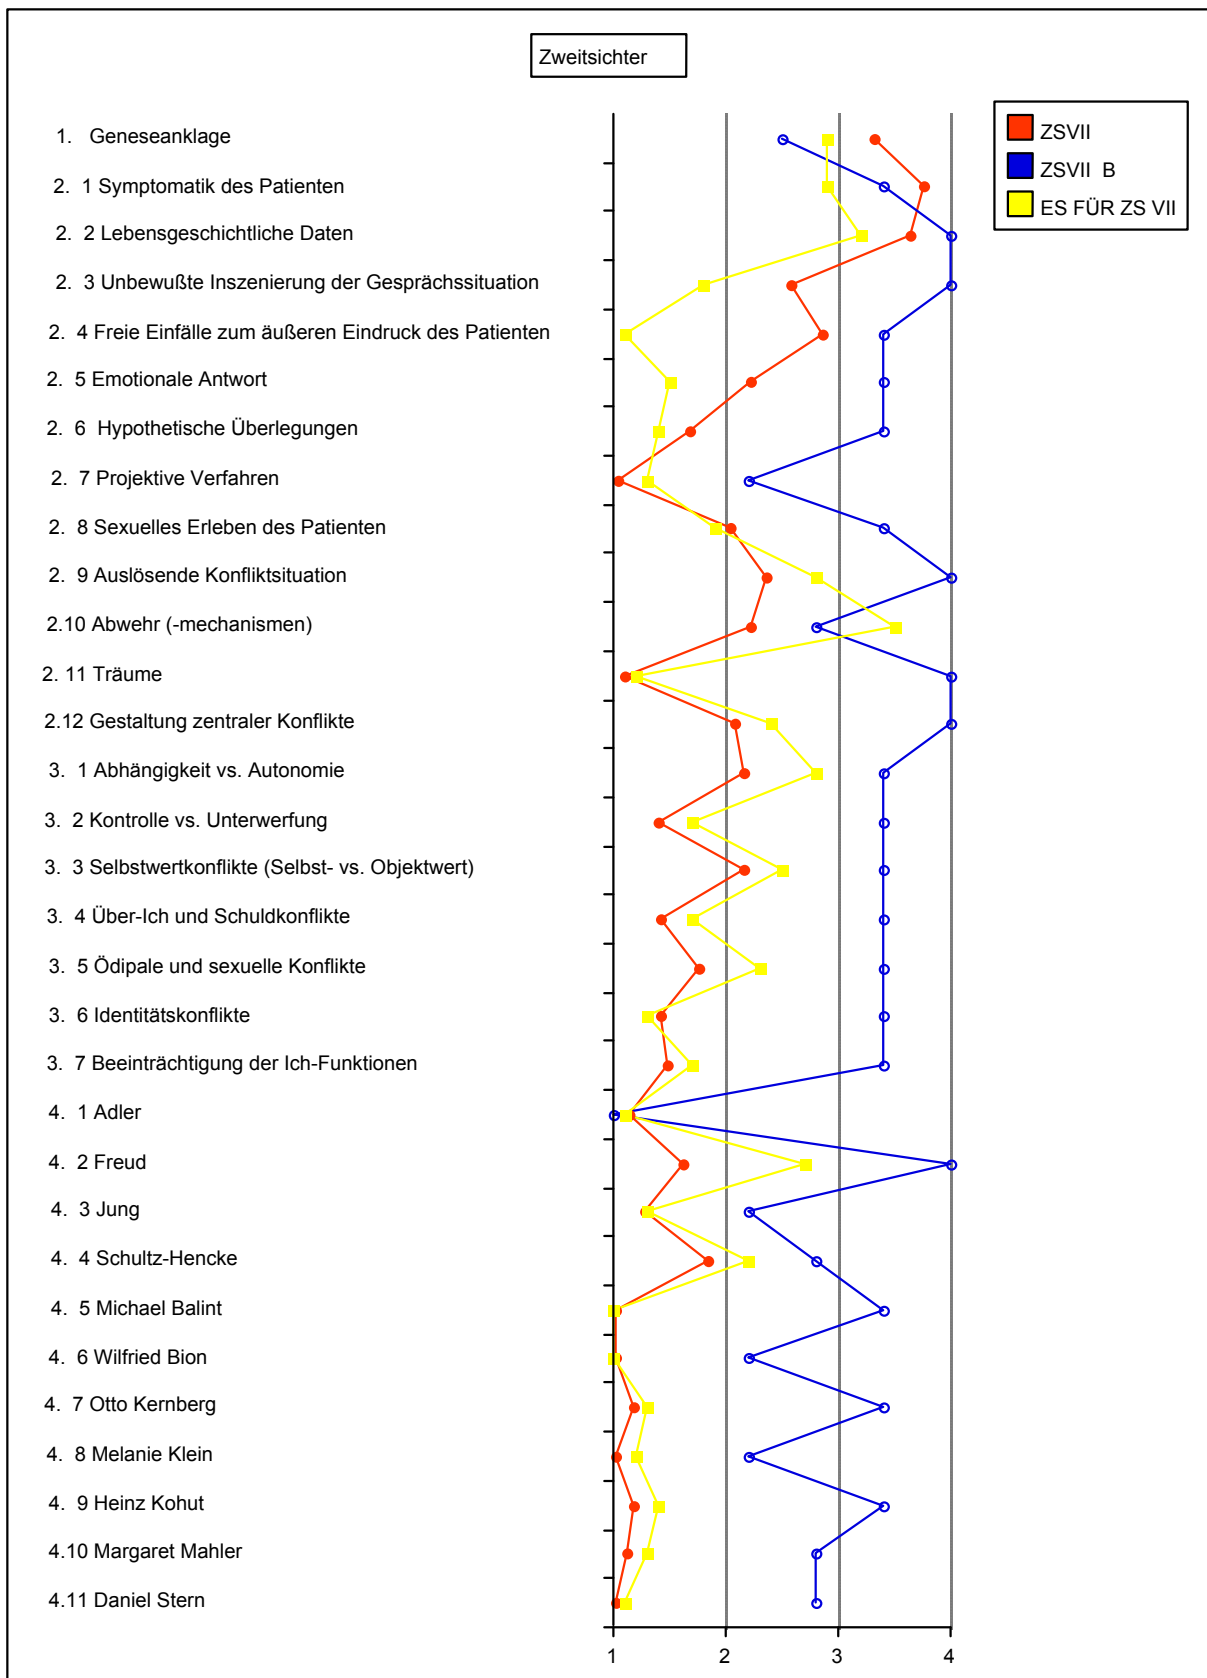 Zweitsichter
ZSVII
ZSVII B
ES FÜR ZS VII
1. Geneseanklage
2. 1 Symptomatik des Patienten
2. 2 Lebensgeschichtliche Daten
2. 3 Unbewußte Inszenierung der Gesprächssituation
2. 4 Freie Einfälle zum äußeren Eindruck des Patienten
2. 5 Emotionale Antwort
2. 6 Hypothetische Überlegungen
2. 7 Projektive Verfahren
2. 8 Sexuelles Erleben des Patienten
2. 9 Auslösende Konfliktsituation
2.10 Abwehr (-mechanismen)
2. 11 Träume
2.12 Gestaltung zentraler Konflikte
3. 1 Abhängigkeit vs. Autonomie
3. 2 Kontrolle vs. Unterwerfung
3. 3 Selbstwertkonflikte (Selbst- vs. Objektwert)
3. 4 Über-Ich und Schuldkonflikte
3. 5 Ödipale und sexuelle Konflikte
3. 6 Identitätskonflikte
3. 7 Beeinträchtigung der Ich-Funktionen
4. 1 Adler
4. 2 Freud
4. 3 Jung
4. 4 Schultz-Hencke
4. 5 Michael Balint
4. 6 Wilfried Bion
4. 7 Otto Kernberg
4. 8 Melanie Klein
4. 9 Heinz Kohut
4.10 Margaret Mahler
4.11 Daniel Stern
1 2 3 4